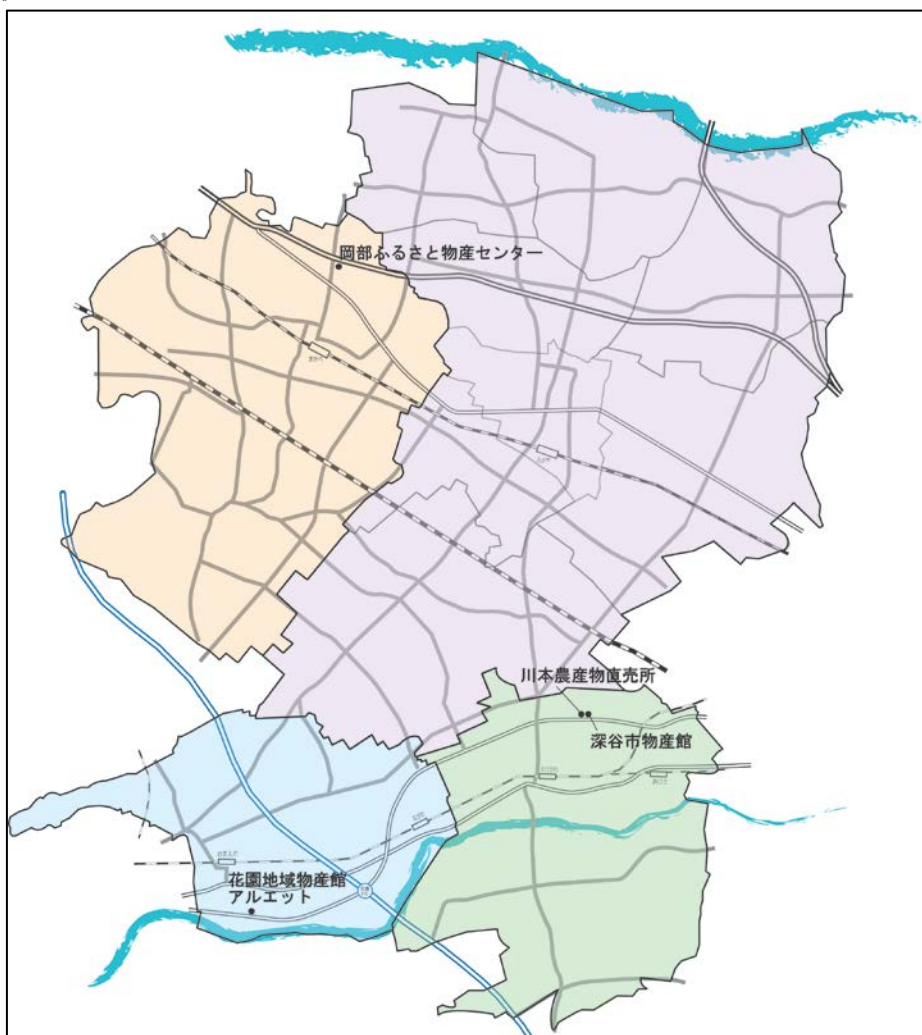 岡部ふるさと物産センター
川本農産物直売所
深谷市物産館
花園地域物産館
アルエット